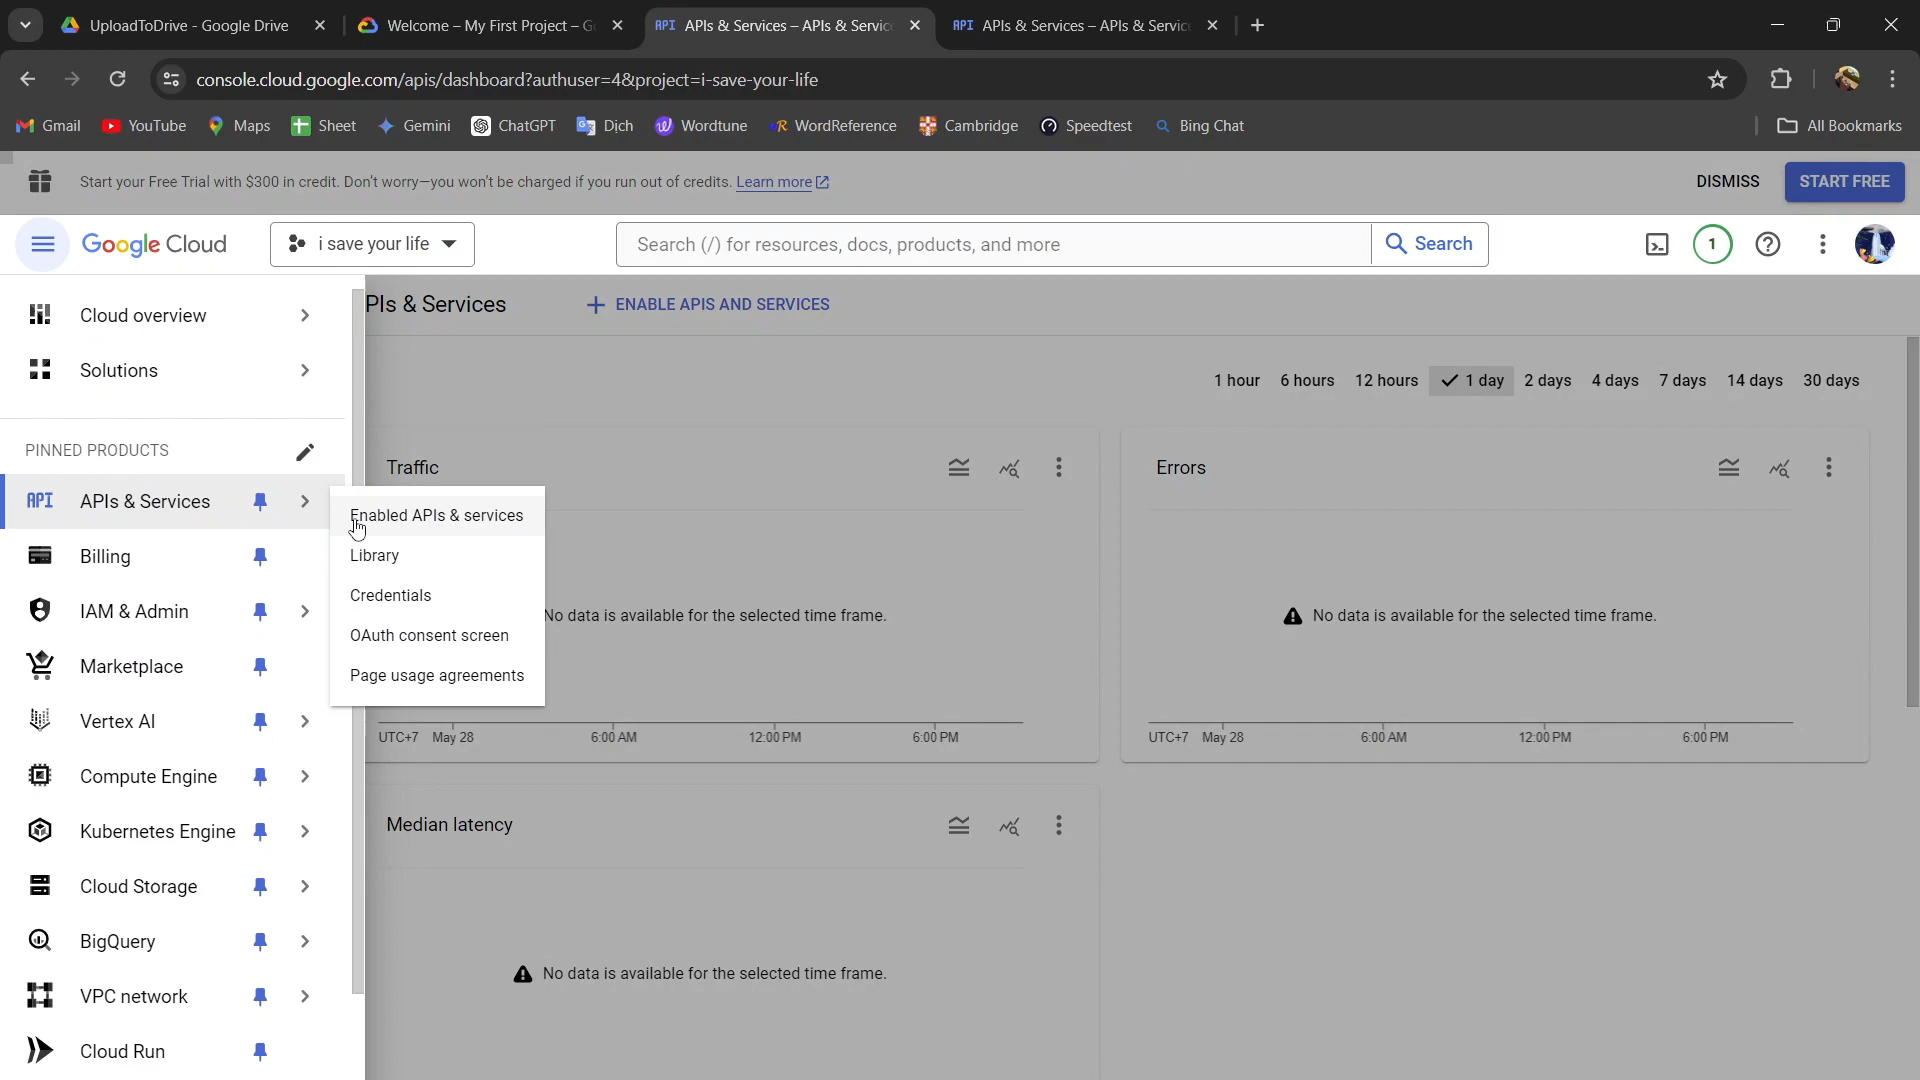 UploadToDrive - Google Drive
Welcome – My First Project – G
API APIs & Services – APIs & Servic
API APIs & Services – APIs & Servic
console.cloud.google.com/apis/dashboard?authuser=4&project=i-save-your-life
Gmail YouTube Maps Sheet Gemini ChatGPT Dịch Wordtune WordReference Cambridge Speedtest Bing Chat All Bookmarks
Start your Free Trial with $300 in credit. Don't worry—you won't be charged if you run out of credits. Learn more
DISMISS
START FREE
Google Cloud
i save your life
Search (/) for resources, docs, products, and more
Search
1
PIs & Services
ENABLE APIS AND SERVICES
1 hour 6 hours 12 hours 1 day 2 days 4 days 7 days 14 days 30 days
Cloud overview
Solutions
PINNED PRODUCTS
API APIs & Services
Billing
IAM & Admin
Marketplace
Vertex AI
Compute Engine
Kubernetes Engine
Cloud Storage
BigQuery
VPC network
Cloud Run
Enabled APIs & services
Library
Credentials
OAuth consent screen
Page usage agreements
Traffic
No data is available for the selected time frame.
UTC+7 May 28 6:00 AM 12:00 PM 6:00 PM
Errors
No data is available for the selected time frame.
UTC+7 May 28 6:00 AM 12:00 PM 6:00 PM
Median latency
No data is available for the selected time frame.